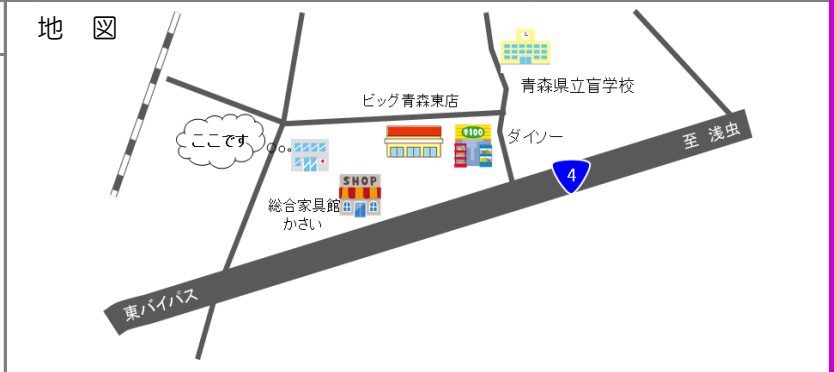 地 図
青森県立盲学校
ビッグ青森東店
ここです
$100
ダイソー
至 浅虫
4
SHOP
総合家具館
かさい
東バイパス